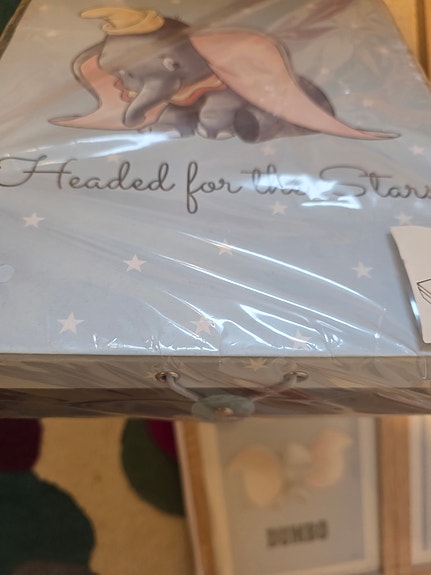 Headed for the Stars
DUMBO